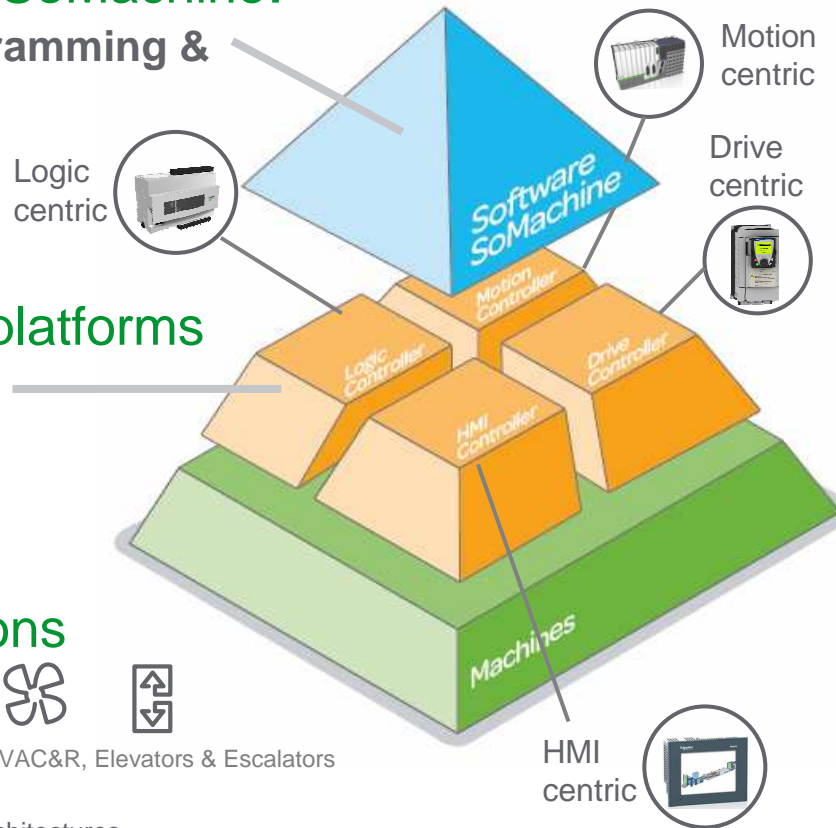 SoMachine:
ramming &
Motion
centric
Logic
centric
Drive
centric
Software
SoMachine
Motion
Controller
platforms
Logic
Controller
Drive
Controller
HMI
Controller
ons
Machines
VAC&R, Elevators & Escalators
HMI
centric